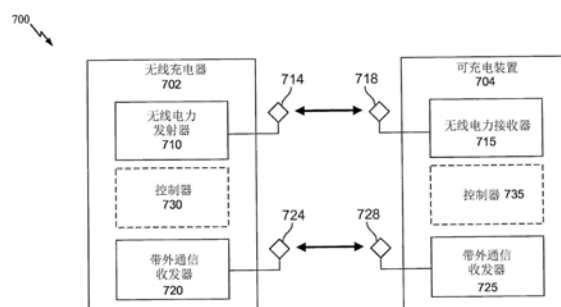 700
无线充电器
702
无线电力
发射器
710
控制器
730
带外通信
收发器
720
714
718
724
728
可充电装置
704
无线电力接收器
715
控制器 735
带外通信
收发器
725